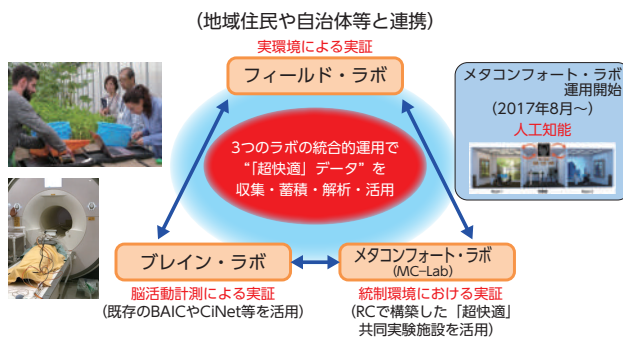 (地域住民や自治体等と連携)
実環境による実証
フィールド・ラボ
メタコンフォート・ラボ
運用開始
(2017年8月~)
人工知能
3つのラボの統合的運用で
“「超快適」データ”を
収集・蓄積・解析・活用
ブレイン・ラボ
脳活動計測による実証
(既存のBAICやCiNet等を活用)
メタコンフォート・ラボ
(MC-Lab)
統制環境における実証
(RCで構築した「超快適」
共同実験施設を活用)